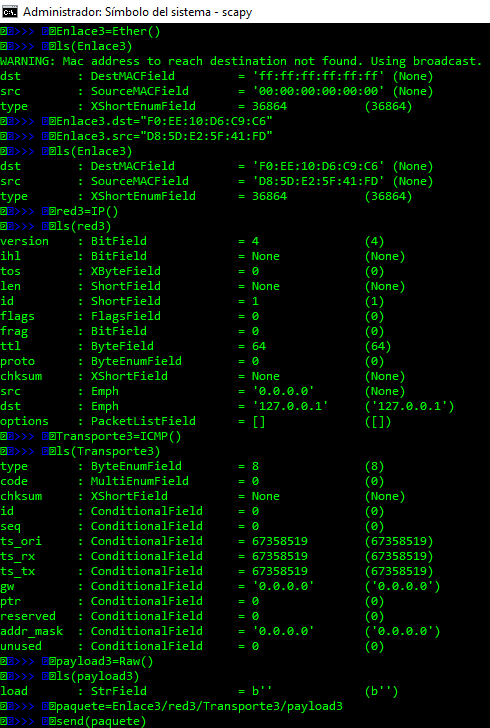 Administrador: Símbolo del sistema - scapy
>>> Enlace3=Ether()
>>> ls(Enlace3)
WARNING: Mac address to reach destination not found. Using broadcast.
dst : DestMACField = 'ff:ff:ff:ff:ff:ff' (None)
src : SourceMACField = '00:00:00:00:00:00' (None)
type : XShortEnumField = 36864 (36864)
>>> Enlace3.dst="F0:EE:10:D6:C9:C6"
>>> Enlace3.src="D8:5D:E2:5F:41:FD"
>>> ls(Enlace3)
dst : DestMACField = 'F0:EE:10:D6:C9:C6' (None)
src : SourceMACField = 'D8:5D:E2:5F:41:FD' (None)
type : XShortEnumField = 36864 (36864)
>>> red3=IP()
>>> ls(red3)
version : BitField = 4 (4)
ihl : BitField = None (None)
tos : XByteField = 0 (0)
len : ShortField = None (None)
id : ShortField = 1 (1)
flags : FlagsField = 0 (0)
frag : BitField = 0 (0)
ttl : ByteField = 64 (64)
proto : ByteEnumField = 0 (0)
chksum : XShortField = None (None)
src : Emph = '0.0.0.0' (None)
dst : Emph = '127.0.0.1' ('127.0.0.1')
options : PacketListField = [] ([])
>>> Transporte3=ICMP()
>>> ls(Transporte3)
type : ByteEnumField = 8 (8)
code : MultiEnumField = 0 (0)
chksum : XShortField = None (None)
id : ConditionalField = 0 (0)
seq : ConditionalField = 0 (0)
ts_ori : ConditionalField = 67358519 (67358519)
ts_rx : ConditionalField = 67358519 (67358519)
ts_tx : ConditionalField = 67358519 (67358519)
gw : ConditionalField = '0.0.0.0' ('0.0.0.0')
ptr : ConditionalField = 0 (0)
reserved : ConditionalField = 0 (0)
addr_mask : ConditionalField = '0.0.0.0' ('0.0.0.0')
unused : ConditionalField = 0 (0)
>>> payload3=Raw()
>>> ls(payload3)
load : StrField = b'' (b'')
>>> paquete=Enlace3/red3/Transporte3/payload3
>>> send(paquete)